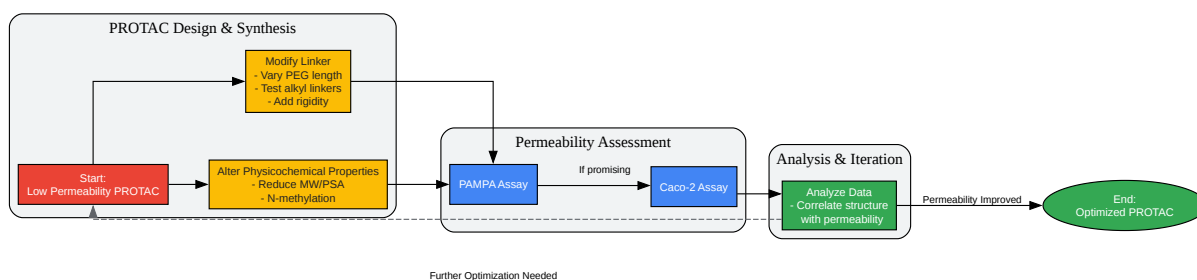 PROTAC Design & Synthesis
Modify Linker
- Vary PEG length
- Test alkyl linkers
- Add rigidity
Start:
Low Permeability PROTAC
Alter Physicochemical Properties
- Reduce MW/PSA
- N-methylation
Permeability Assessment
PAMPA Assay
If promising
Caco-2 Assay
Analysis & Iteration
Analyze Data
- Correlate structure
with permeability
Permeability Improved
End:
Optimized PROTAC
Further Optimization Needed